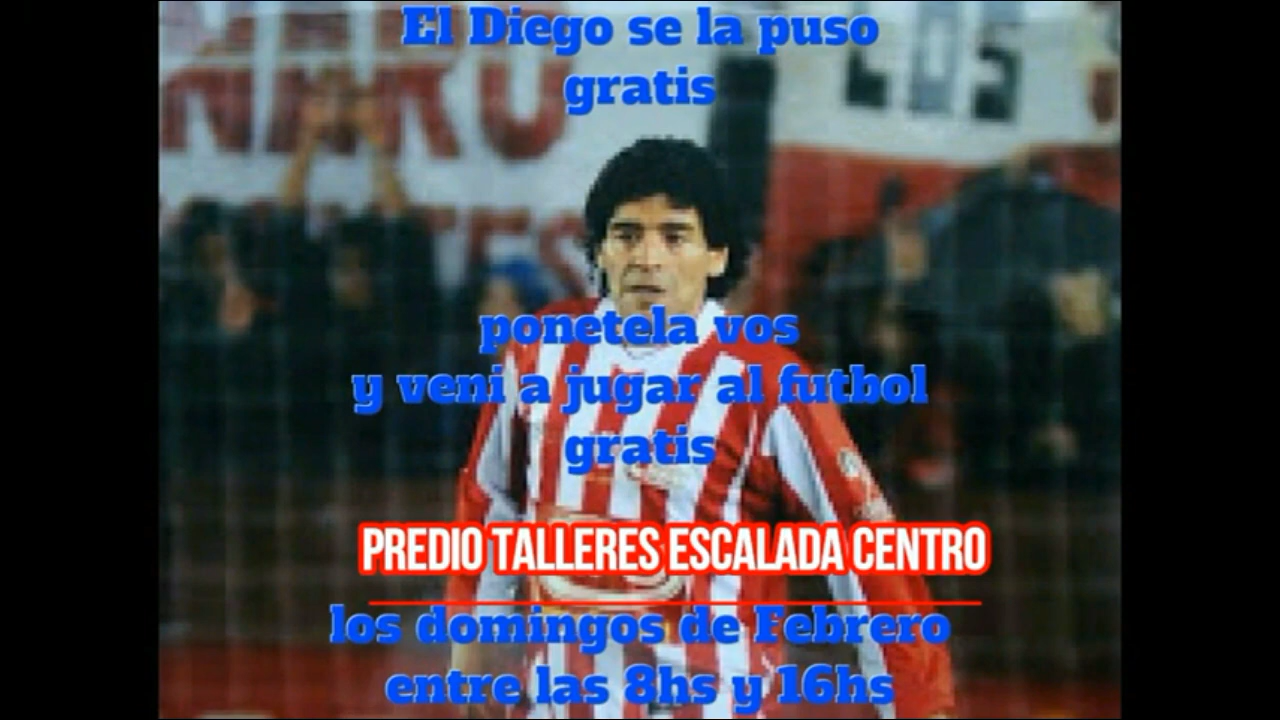 El Diego se la puso
gratis
ponetela vos
y veni a jugar al futbol
gratis
PREDIO TALLERES ESCALADA CENTRO
los domingos de Febrero
entre las 8hs y 16hs